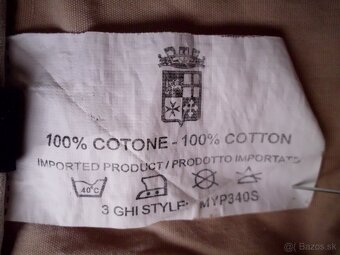 100% COTONE - 100% COTTON
IMPORTED PRODUCT / PRODOTTO IMPORTATO
40°C
3 GHI STYLE: MYP340S
bazos.sk